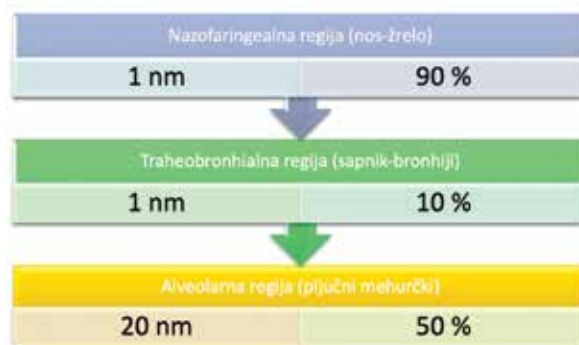 Nazofaringealna regija (nos-žrelo)
1 nm 90 %
Traheobronhialna regija (sapnik-bronhiji)
1 nm 10 %
Alveolarna regija (pljučni mehurčki)
20 nm 50 %